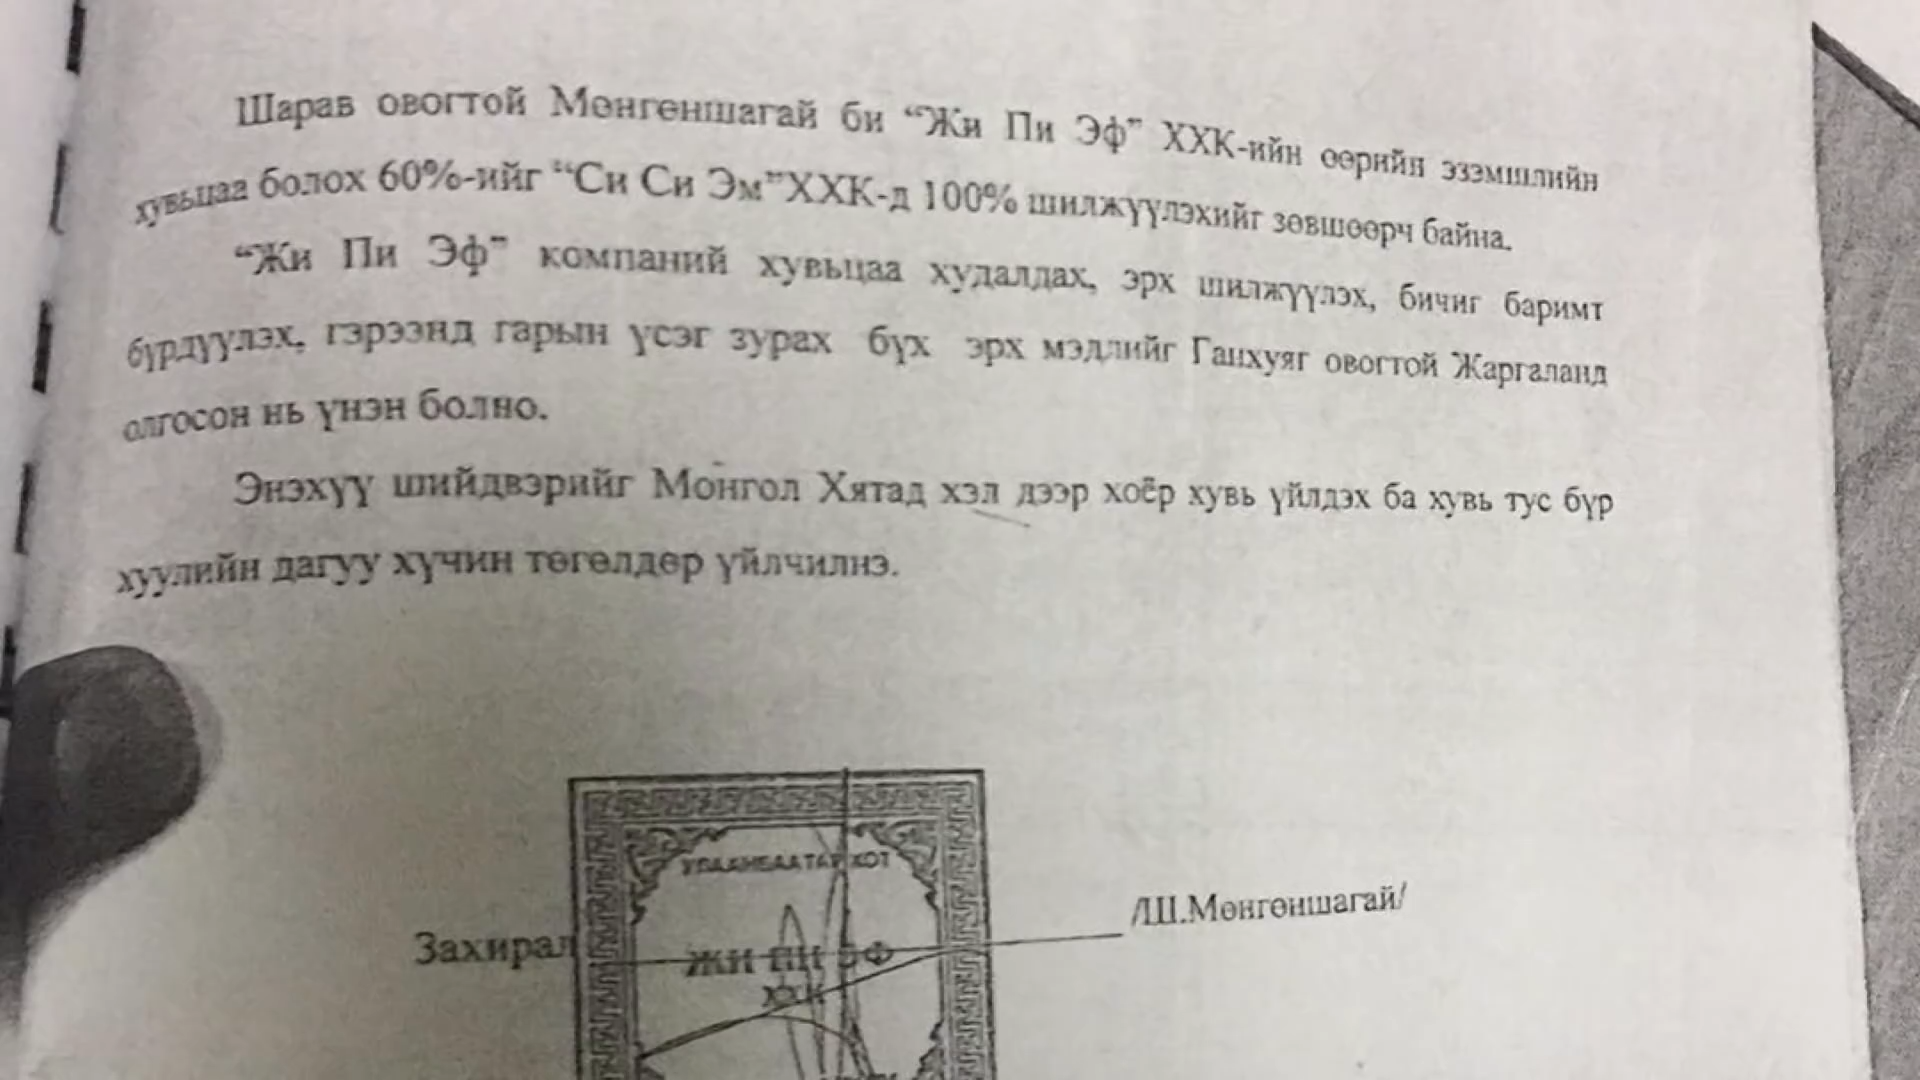 Шарав овогтой Мөнгөншагай би “Жи Пи Эф” ХХК-ийн өөрийн эзэмшлийн
хувьцаа болох 60%-ийг “Си Си Эм”ХХК-д 100% шилжүүлэхийг зөвшөөрч байна.
“Жи Пи Эф” компаний хувьцаа худалдах, эрх шилжүүлэх, бичиг баримт
бүрдүүлэх, гэрээнд гарын үсэг зурах бүх эрх мэдлийг Ганхуяг овогтой Жаргаланд
олгосон нь үнэн болно.
Энэхүү шийдвэрийг Монгол Хятад хэл дээр хоёр хувь үйлдэх ба хувь тус бүр
хуулийн дагуу хүчин төгөлдөр үйлчилнэ.
УЛААНБААТАР ХОТ
Захирал /Ш.Мөнгөншагай/
ЖИ ПИ ЭФ
ХХК